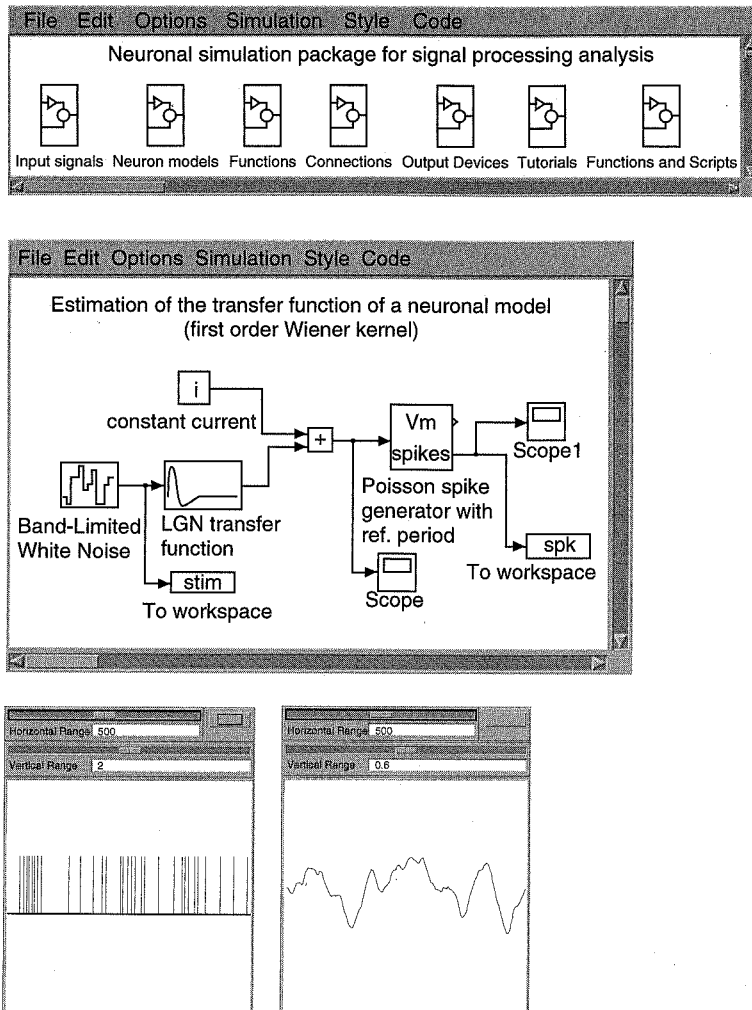 File Edit Options Simulation Style Code
Neuronal simulation package for signal processing analysis
Input signals Neuron models Functions Connections Output Devices Tutorials Functions and Scripts
File Edit Options Simulation Style Code
Estimation of the transfer function of a neuronal model
(first order Wiener kernel)
i
constant current
+
Vm
spikes
Scope1
Poisson spike
generator with
ref. period
Band-Limited
White Noise
LGN transfer
function
spk
To workspace
stim
To workspace
Scope
Horizontal Range 500
Vertical Range 2
Horizontal Range 500
Vertical Range 0.6